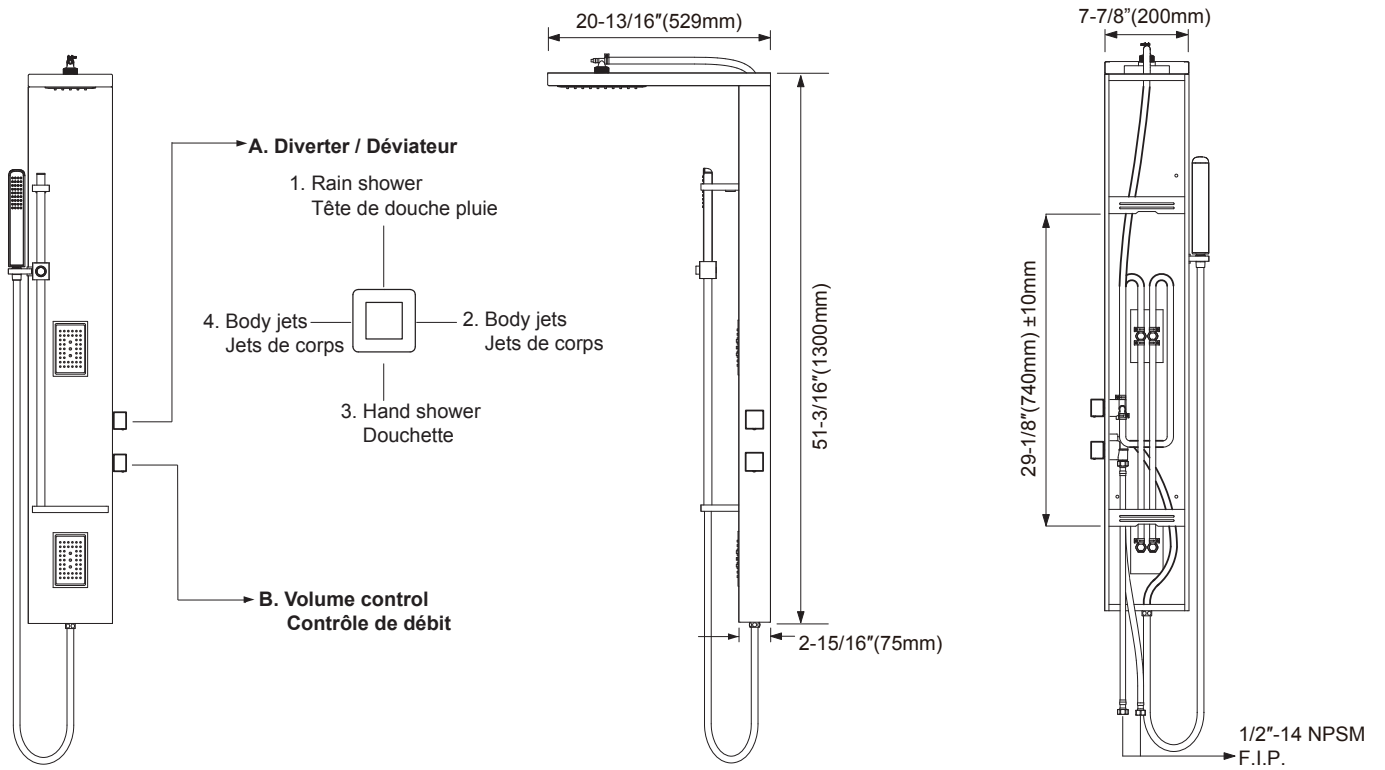 20-13/16"(529mm)
7-7/8"(200mm)
A. Diverter / Déviateur
1. Rain shower
Tête de douche pluie
4. Body jets
Jets de corps
2. Body jets
Jets de corps
3. Hand shower
Douchette
B. Volume control
Contrôle de débit
51-3/16"(1300mm)
2-15/16"(75mm)
29-1/8"(740mm) ±10mm
1/2"-14 NPSM
F.I.P.